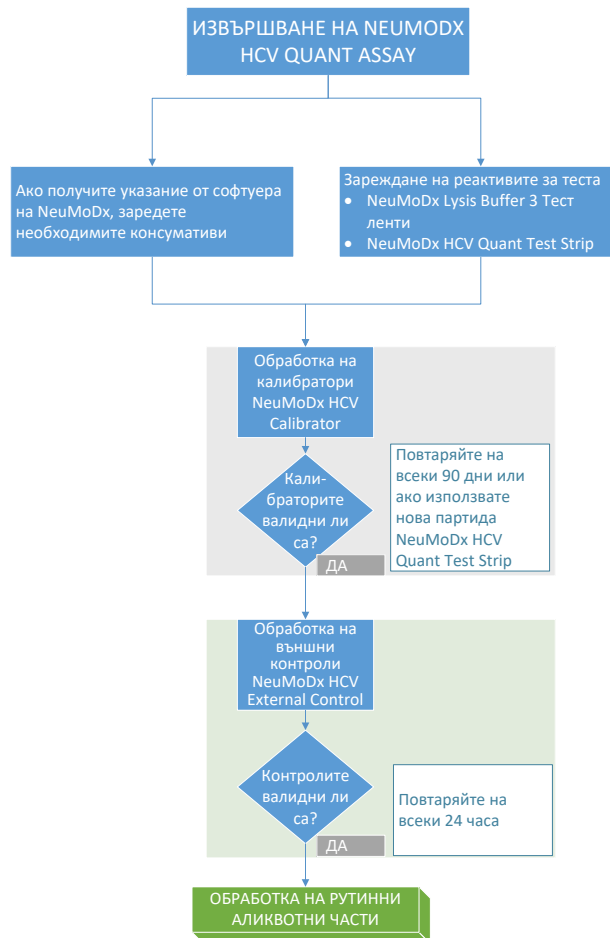 ИЗВЪРШВАНЕ НА NEUMODX
HCV QUANT ASSAY
Ако получите указание от софтуера
на NeuMoDx, заредете
необходимите консумативи
Зареждане на реактивите за теста
● NeuMoDx Lysis Buffer 3 Тест
ленти
● NeuMoDx HCV Quant Test Strip
Обработка на
калибратори
NeuMoDx HCV
Calibrator
Кали-
браторите
валидни ли
са?
ДА
Повтаряйте на
всеки 90 дни или
ако използвате
нова партида
NeuMoDx HCV
Quant Test Strip
Обработка на
външни
контроли
NeuMoDx HCV
External Control
Контролите
валидни ли
са?
ДА
Повтаряйте на
всеки 24 часа
ОБРАБОТКА НА РУТИННИ
АЛИКВОТНИ ЧАСТИ